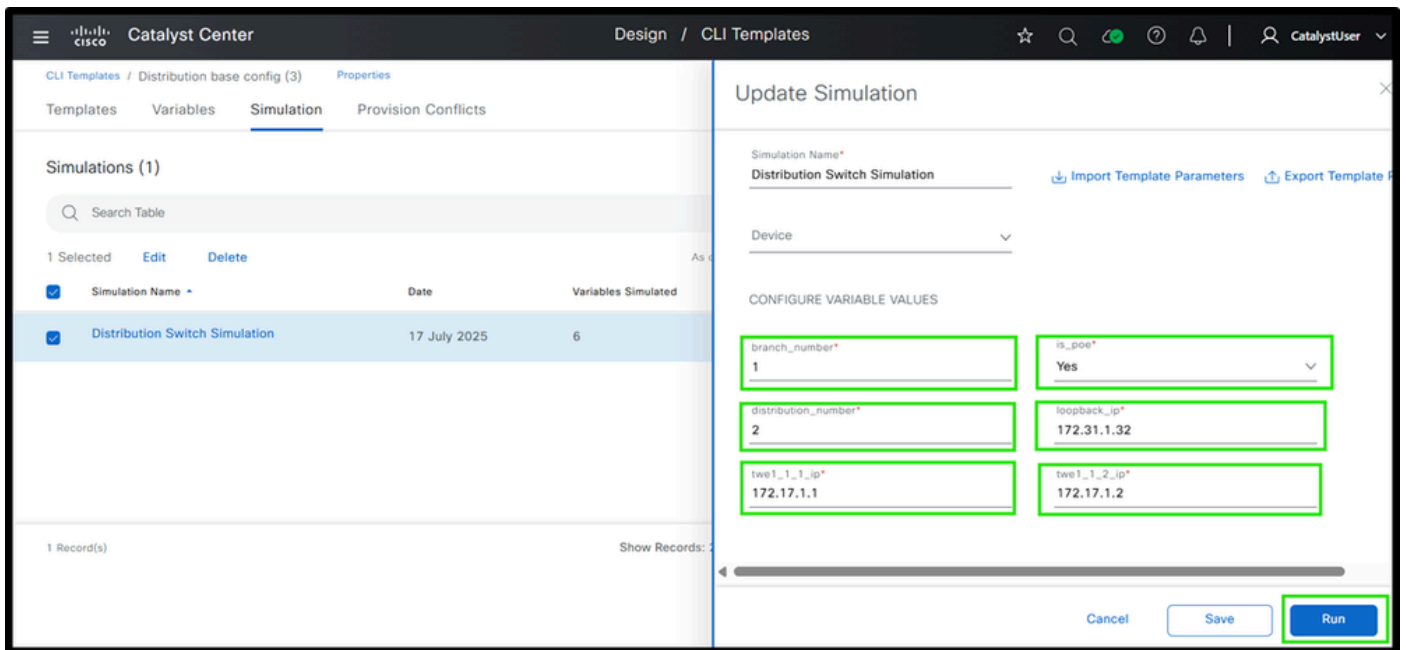 cisco Catalyst Center
Design / CLI Templates
CatalystUser
CLI Templates / Distribution base config (3) Properties
Templates Variables Simulation Provision Conflicts
Simulations (1)
Search Table
1 Selected Edit Delete
As
Simulation Name Date Variables Simulated
Distribution Switch Simulation 17 July 2025 6
1 Record(s)
Show Records:
Update Simulation
Simulation Name*
Distribution Switch Simulation
Import Template Parameters Export Template
Device
CONFIGURE VARIABLE VALUES
branch_number* is_poe*
1 Yes
distribution_number* loopback_ip*
2 172.31.1.32
twe1_1_1_ip* twe1_1_2_ip*
172.17.1.1 172.17.1.2
Cancel Save Run